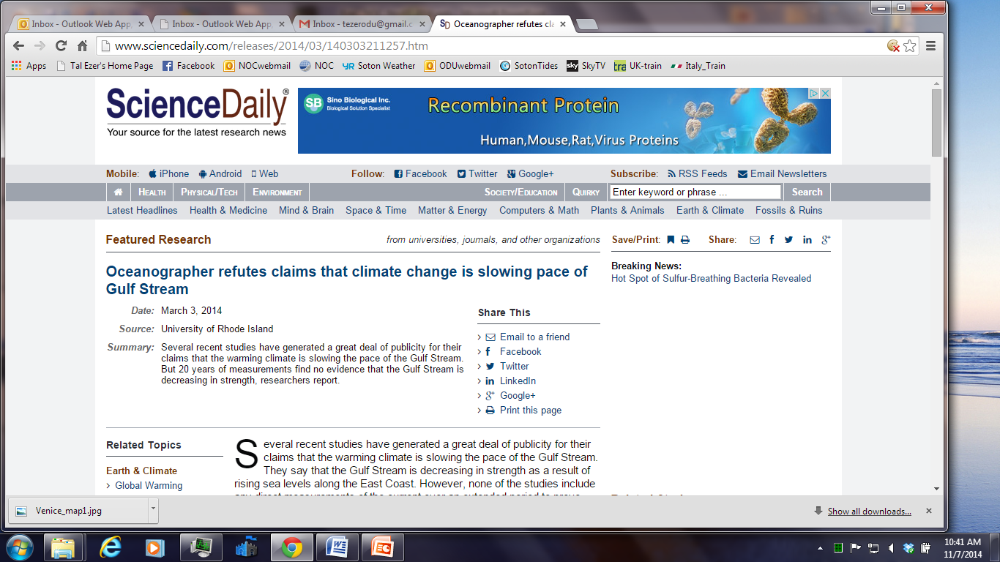 Inbox - Outlook Web App,
Inbox - Outlook Web App,
Inbox - tezerodu@gmail.c
SD Oceanographer refutes cla
www.sciencedaily.com/releases/2014/03/140303211257.htm
Apps Tal Ezer's Home Page Facebook NOCwebmail NOC YR Soton Weather ODUwebmail SotonTides sky SkyTV tra UK-train Italy_Train
ScienceDaily®
Your source for the latest research news
SB Sino Biological Inc.
Biological Solution Specialist
Recombinant Protein
Human,Mouse,Rat,Virus Proteins
Mobile: iPhone Android Web Follow: Facebook Twitter Google+ Subscribe: RSS Feeds Email Newsletters
Health Physical/Tech Environment Society/Education Quirky Enter keyword or phrase ... Search
Latest Headlines Health & Medicine Mind & Brain Space & Time Matter & Energy Computers & Math Plants & Animals Earth & Climate Fossils & Ruins
Featured Research from universities, journals, and other organizations
Save/Print: Share:
Breaking News:
Hot Spot of Sulfur-Breathing Bacteria Revealed
Oceanographer refutes claims that climate change is slowing pace of
Gulf Stream
Date: March 3, 2014
Source: University of Rhode Island
Summary: Several recent studies have generated a great deal of publicity for their
claims that the warming climate is slowing the pace of the Gulf Stream.
But 20 years of measurements find no evidence that the Gulf Stream is
decreasing in strength, researchers report.
Share This
Email to a friend
Facebook
Twitter
LinkedIn
Google+
Print this page
Related Topics
Earth & Climate
Global Warming
Several recent studies have generated a great deal of publicity for their
claims that the warming climate is slowing the pace of the Gulf Stream.
They say that the Gulf Stream is decreasing in strength as a result of
rising sea levels along the East Coast. However, none of the studies include
Venice_map1.jpg
Show all downloads...
10:41 AM
11/7/2014